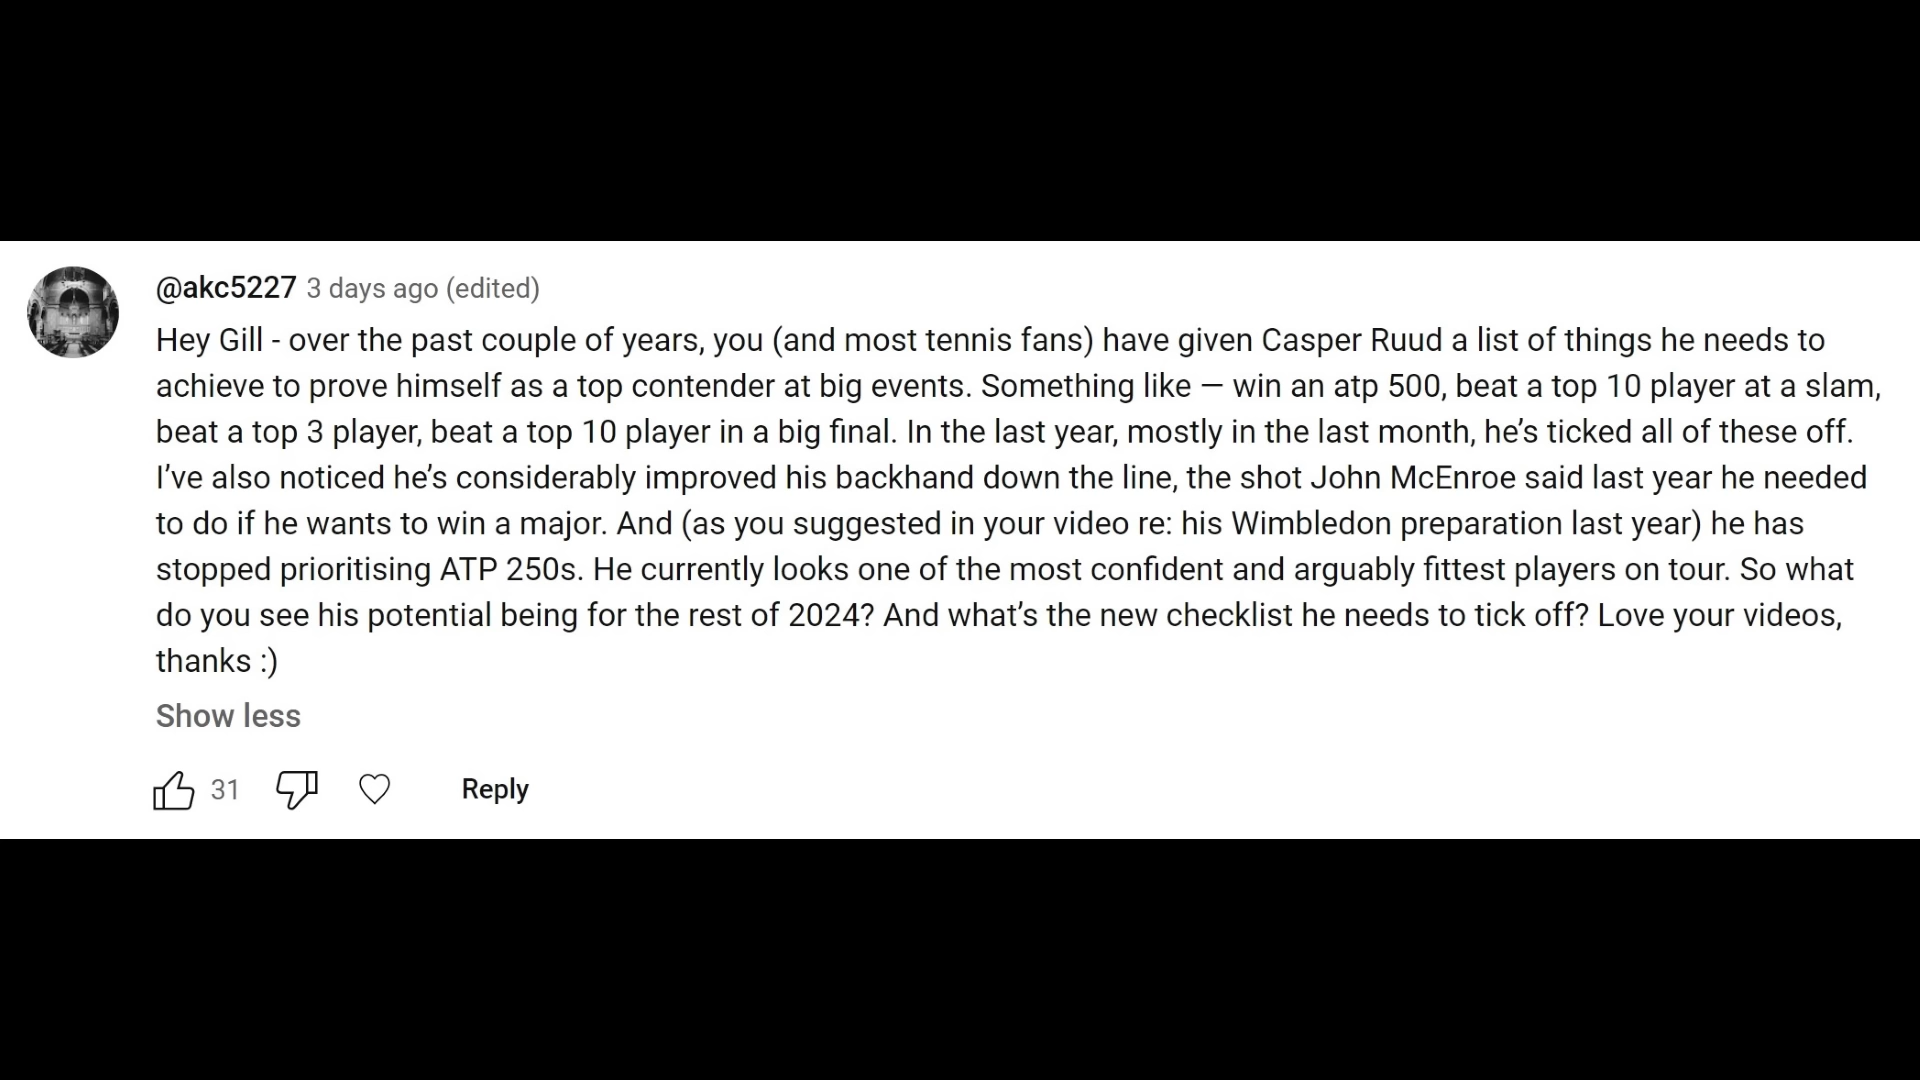 @akc5227 3 days ago (edited)
Hey Gill - over the past couple of years, you (and most tennis fans) have given Casper Ruud a list of things he needs to
achieve to prove himself as a top contender at big events. Something like — win an atp 500, beat a top 10 player at a slam,
beat a top 3 player, beat a top 10 player in a big final. In the last year, mostly in the last month, he’s ticked all of these off.
I’ve also noticed he’s considerably improved his backhand down the line, the shot John McEnroe said last year he needed
to do if he wants to win a major. And (as you suggested in your video re: his Wimbledon preparation last year) he has
stopped prioritising ATP 250s. He currently looks one of the most confident and arguably fittest players on tour. So what
do you see his potential being for the rest of 2024? And what’s the new checklist he needs to tick off? Love your videos,
thanks :)
Show less
31 Reply